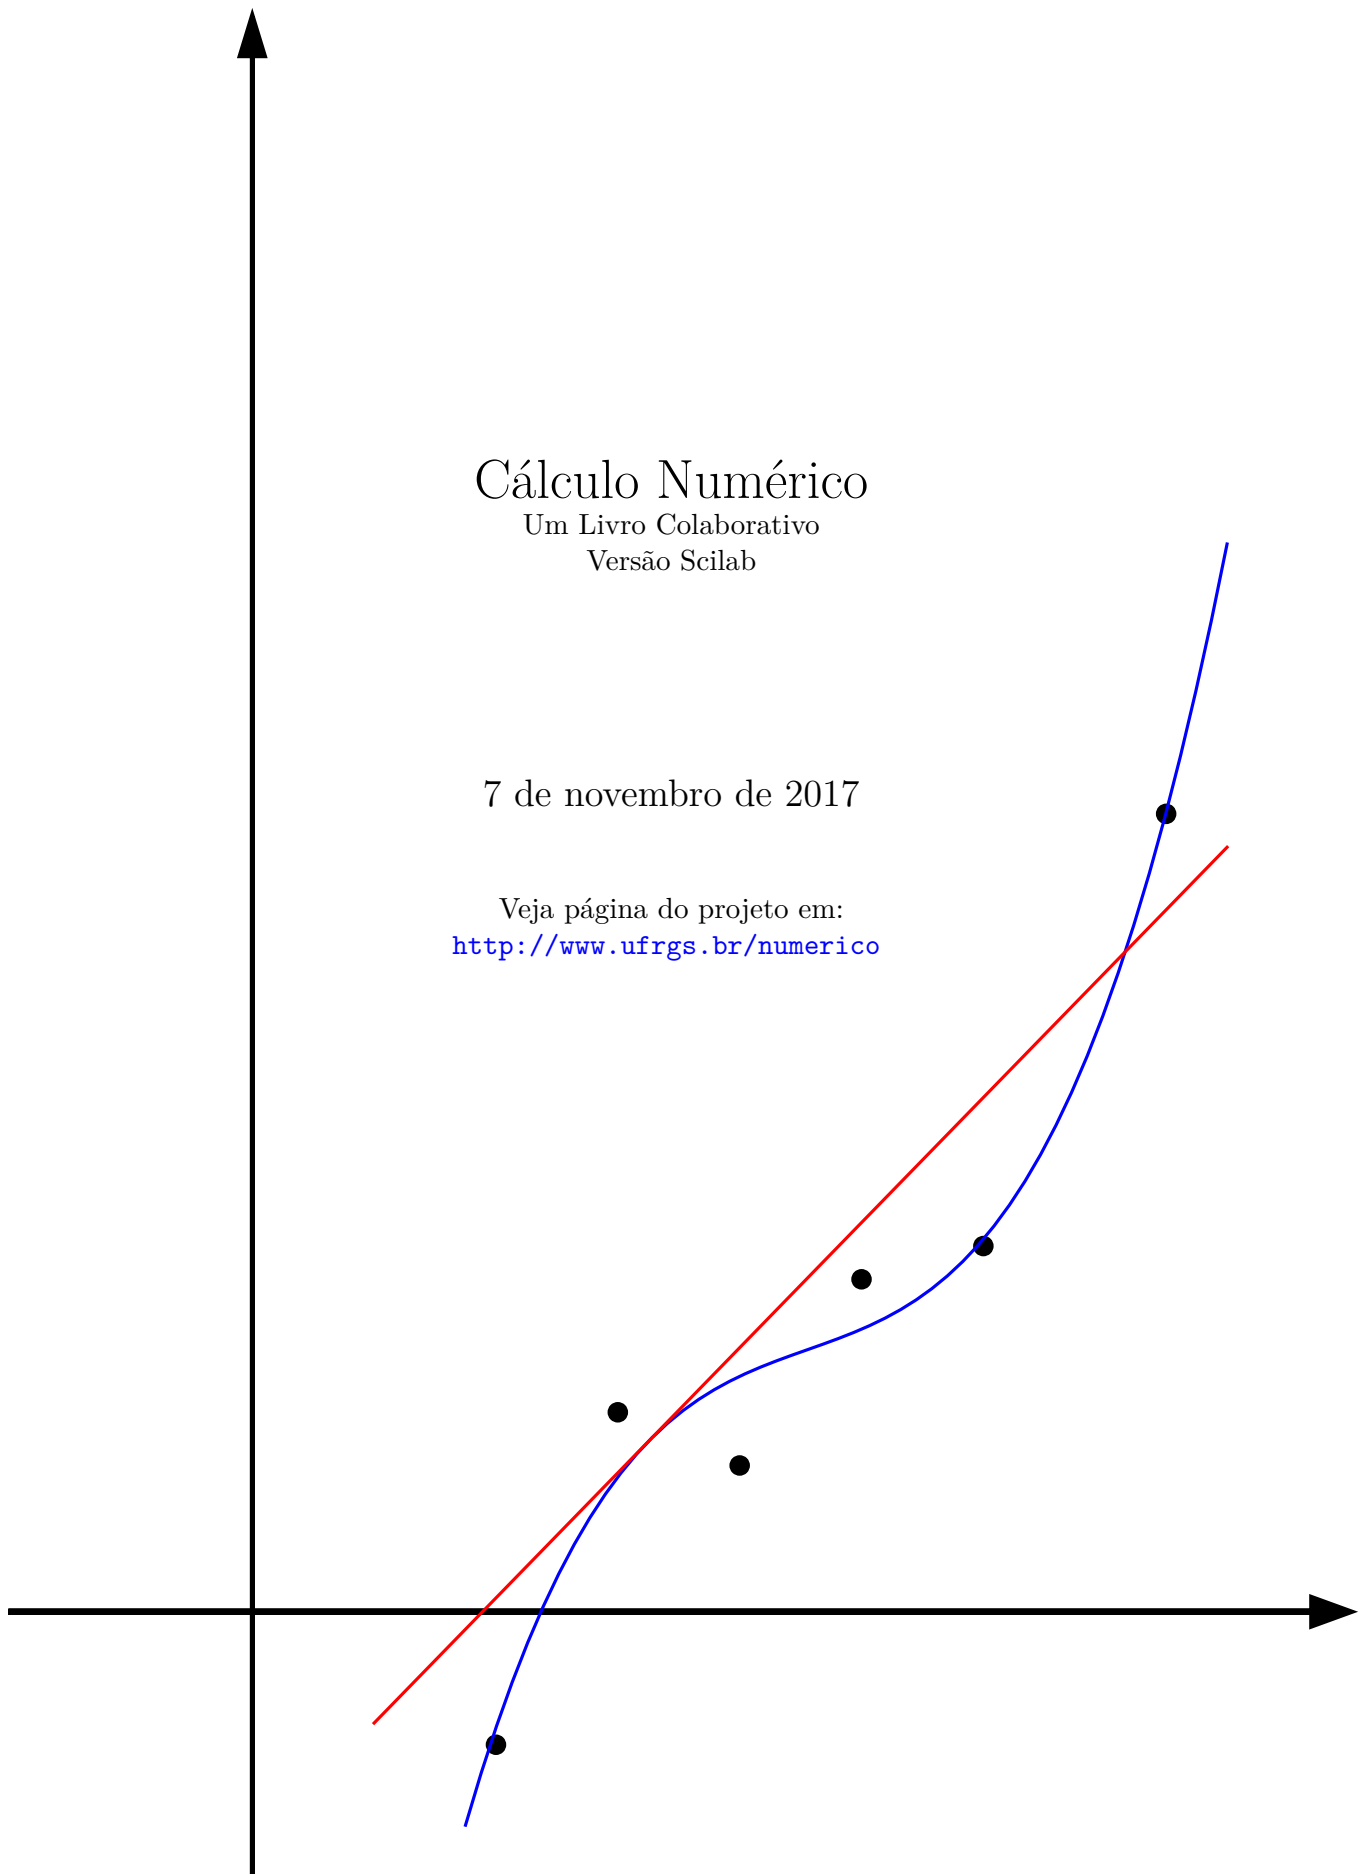 Cálculo Numérico
Um Livro Colaborativo
Versão Scilab
7 de novembro de 2017
Veja página do projeto em:
http://www.ufrgs.br/numerico